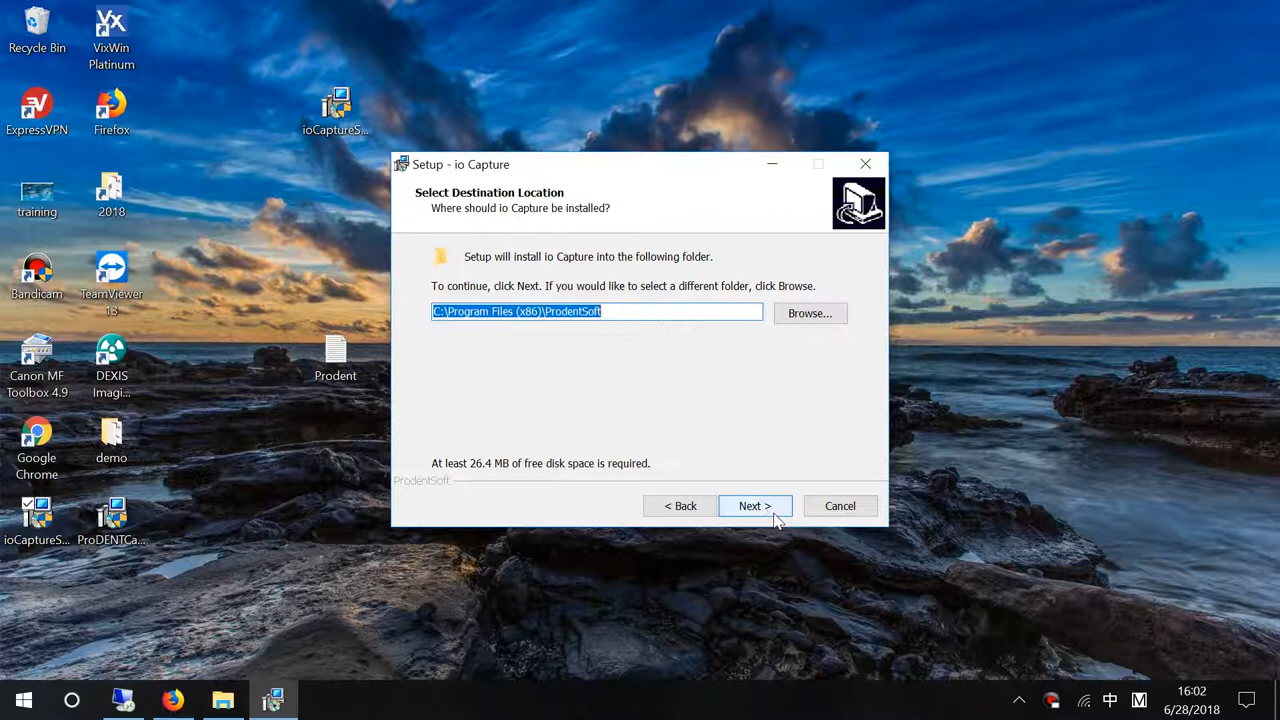 Recycle Bin
VixWin
Platinum
ExpressVPN
Firefox
ioCaptureS...
training
2018
Bandicam
TeamViewer
13
Canon MF
Toolbox 4.9
DEXIS
Imagi...
Prodent
Google
Chrome
demo
ioCaptureS...
ProDENTCa...
Setup - io Capture
Select Destination Location
Where should io Capture be installed?
Setup will install io Capture into the following folder.
To continue, click Next. If you would like to select a different folder, click Browse.
C:\Program Files (x86)\ProdentSoft
Browse...
At least 26.4 MB of free disk space is required.
ProdentSoft
< Back
Next >
Cancel
中
M
16:02
6/28/2018